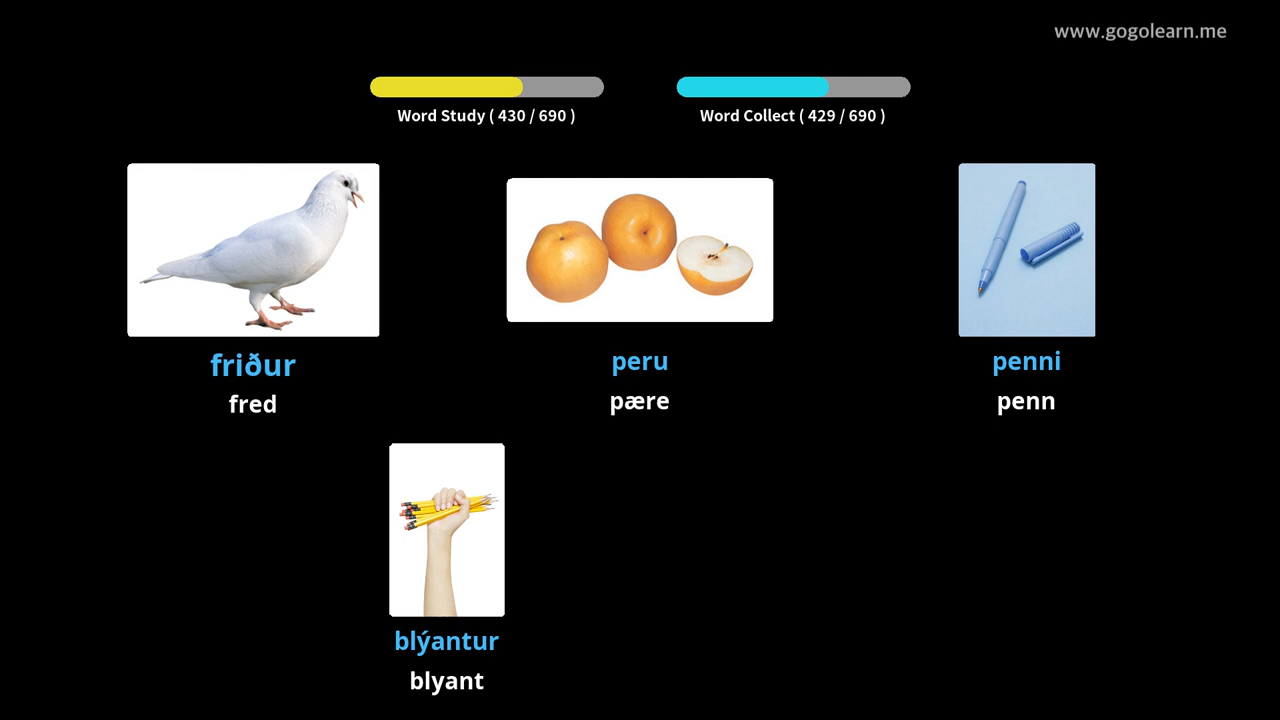 www.gogolearn.me
Word Study ( 430 / 690 )
Word Collect ( 429 / 690 )
friður
fred
peru
pære
penni
penn
blýantur
blyant